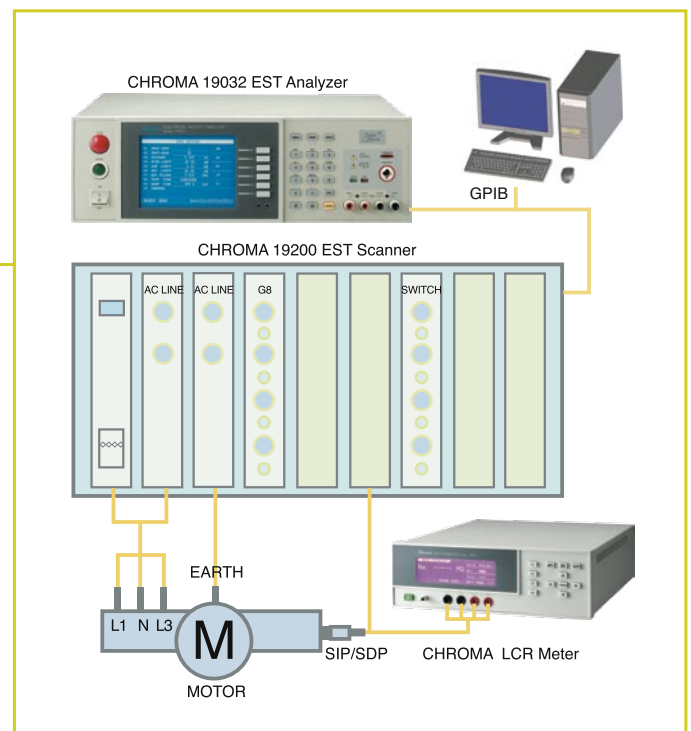 CHROMA 19032 EST Analyzer
GPIB
CHROMA 19200 EST Scanner
AC LINE
AC LINE
G8
SWITCH
EARTH
L1 N L3
M
MOTOR
SIP/SDP
CHROMA LCR Meter